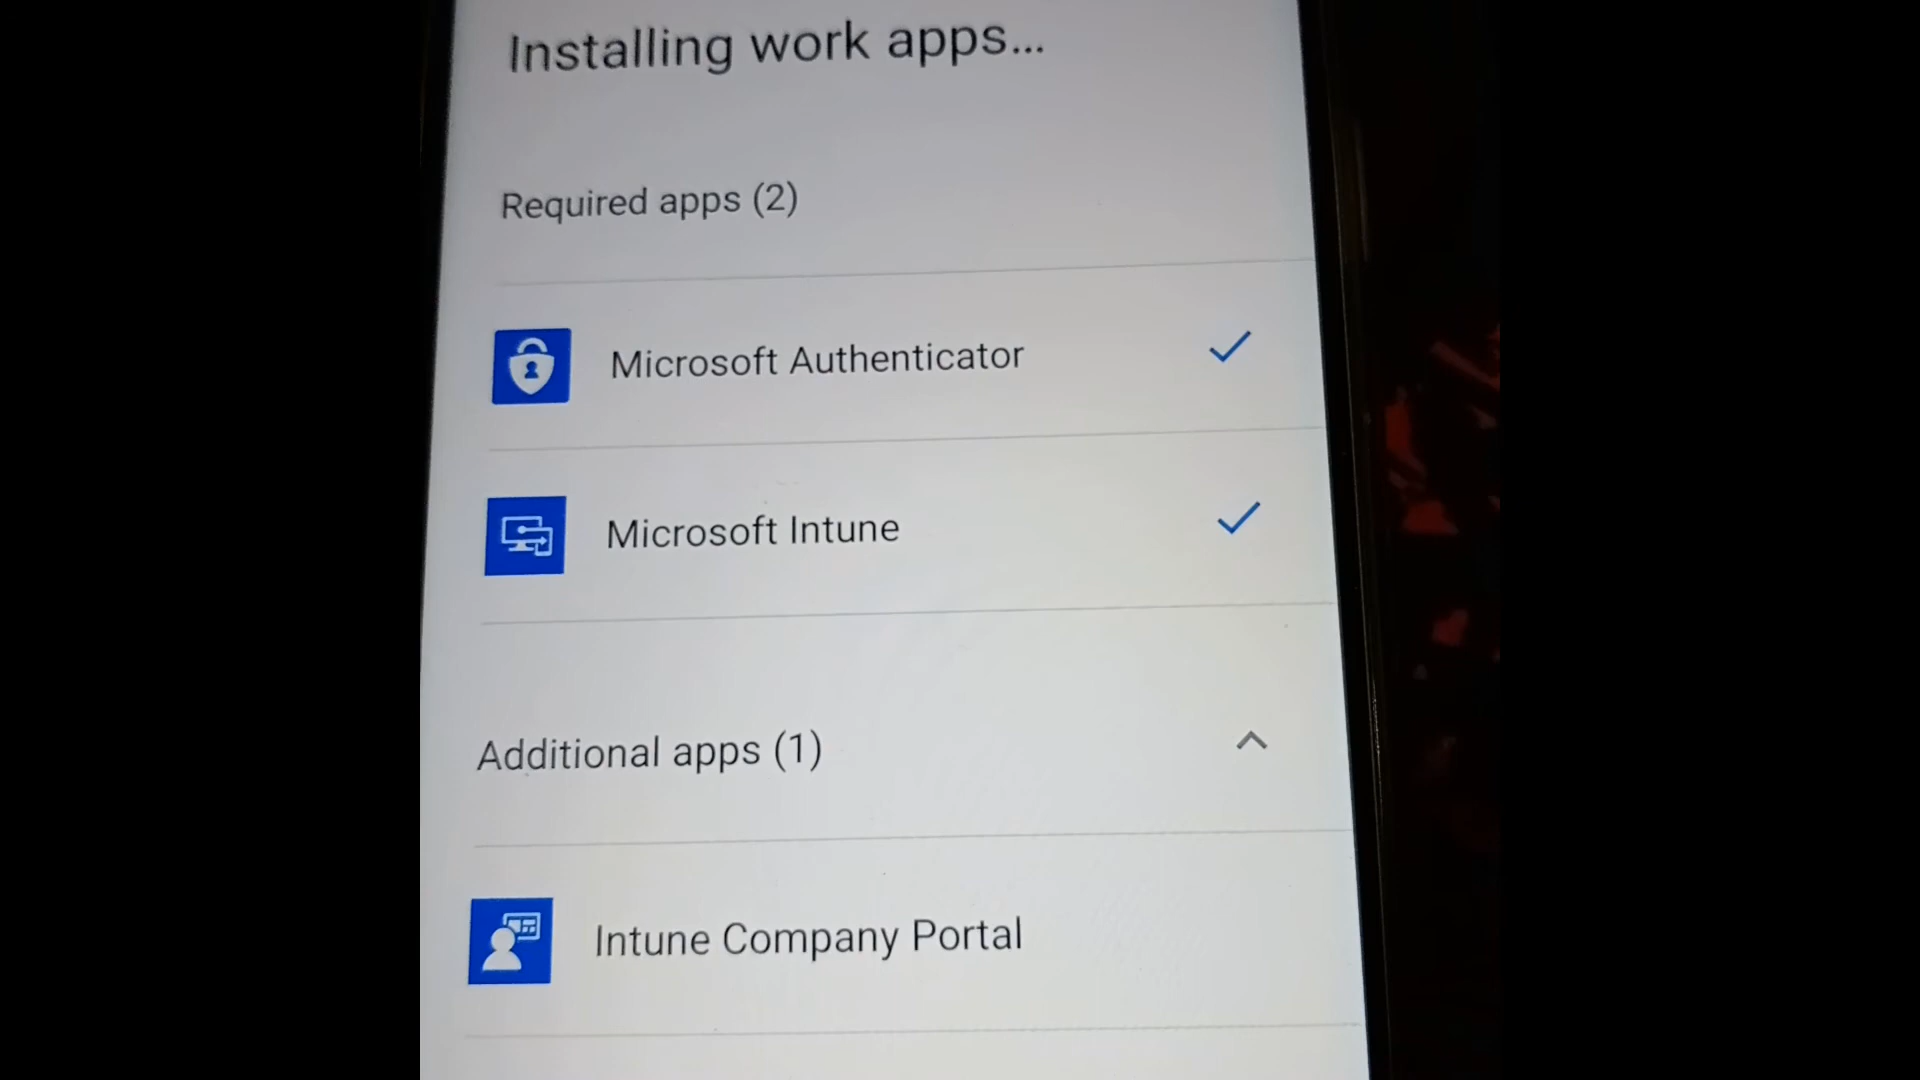 Installing work apps...
Required apps (2)
Microsoft Authenticator
Microsoft Intune
Additional apps (1)
Intune Company Portal